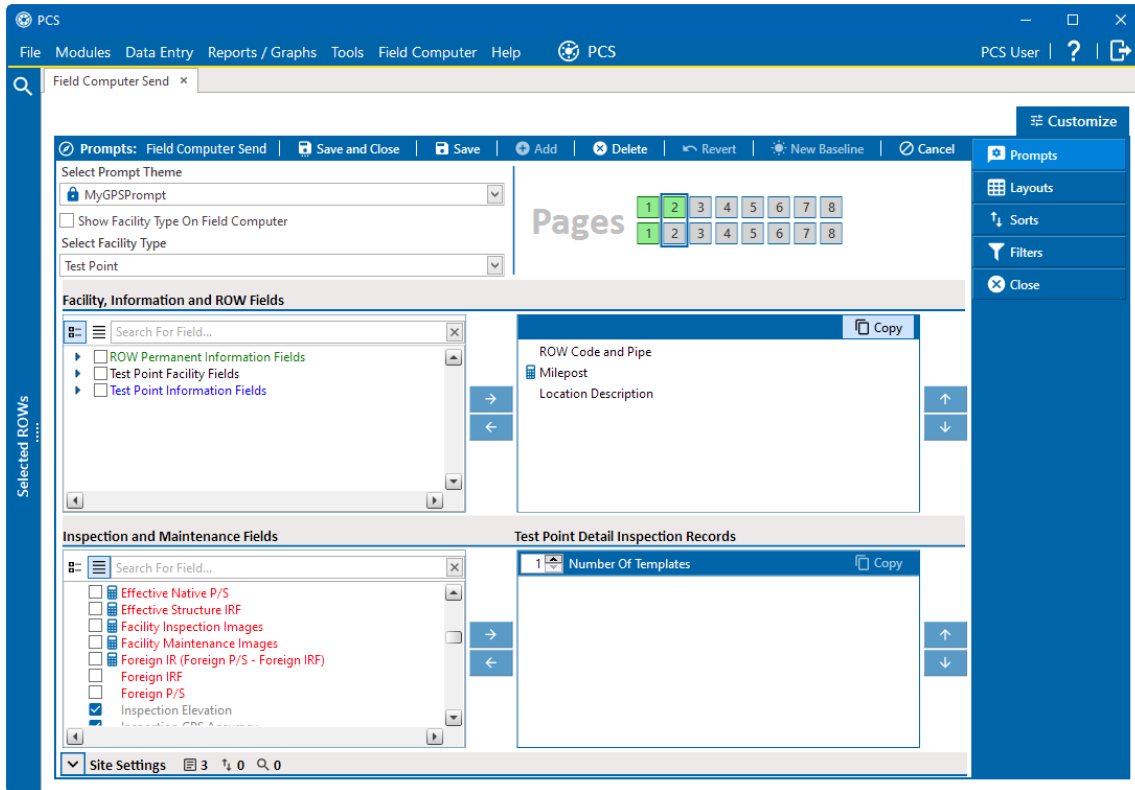 PCS
File Modules Data Entry Reports / Graphs Tools Field Computer Help PCS PCS User | ? |
Field Computer Send ×
Customize
Prompts: Field Computer Send | Save and Close | Save | Add | Delete | Revert | New Baseline | Cancel
Prompts
Layouts
Sorts
Filters
Close
Select Prompt Theme
MyGPSPrompt
Show Facility Type On Field Computer
Select Facility Type
Test Point
Pages
1 2 3 4 5 6 7 8
1 2 3 4 5 6 7 8
Selected ROWs
Facility, Information and ROW Fields
Search For Field...
ROW Permanent Information Fields
Test Point Facility Fields
Test Point Information Fields
Copy
ROW Code and Pipe
Milepost
Location Description
Inspection and Maintenance Fields
Search For Field...
Effective Native P/S
Effective Structure IRF
Facility Inspection Images
Facility Maintenance Images
Foreign IR (Foreign P/S - Foreign IRF)
Foreign IRF
Foreign P/S
Inspection Elevation
Inspection GPS Accuracy
Test Point Detail Inspection Records
1 Number Of Templates Copy
Site Settings 3 0 0